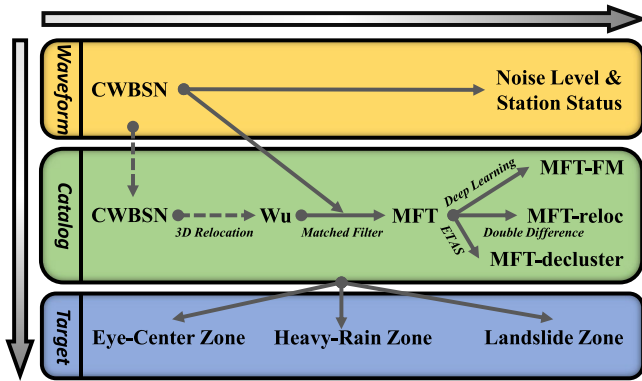 Waveform
CWBSN
Noise Level &
Station Status
Catalog
CWBSN
3D Relocation
Wu
Matched Filter
MFT
Deep Learning
MFT-FM
MFT-reloc
Double Difference
ETAS
MFT-decluster
Target
Eye-Center Zone
Heavy-Rain Zone
Landslide Zone